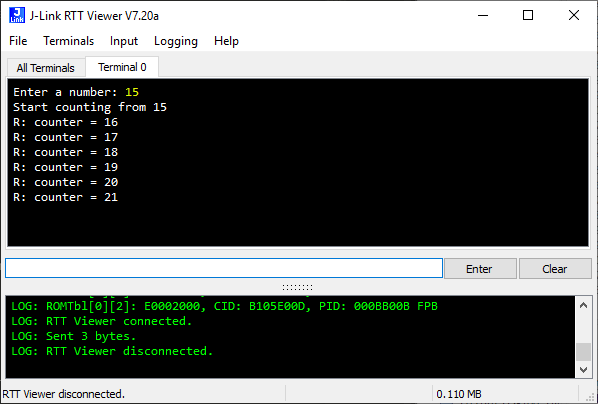 J-Link RTT Viewer V7.20a
File Terminals Input Logging Help
All Terminals Terminal 0
Enter a number: 15
Start counting from 15
R: counter = 16
R: counter = 17
R: counter = 18
R: counter = 19
R: counter = 20
R: counter = 21
Enter Clear
LOG: ROMTbl[0][2]: E0002000, CID: B105E00D, PID: 000BB00B FPB
LOG: RTT Viewer connected.
LOG: Sent 3 bytes.
LOG: RTT Viewer disconnected.
RTT Viewer disconnected. 0.110 MB